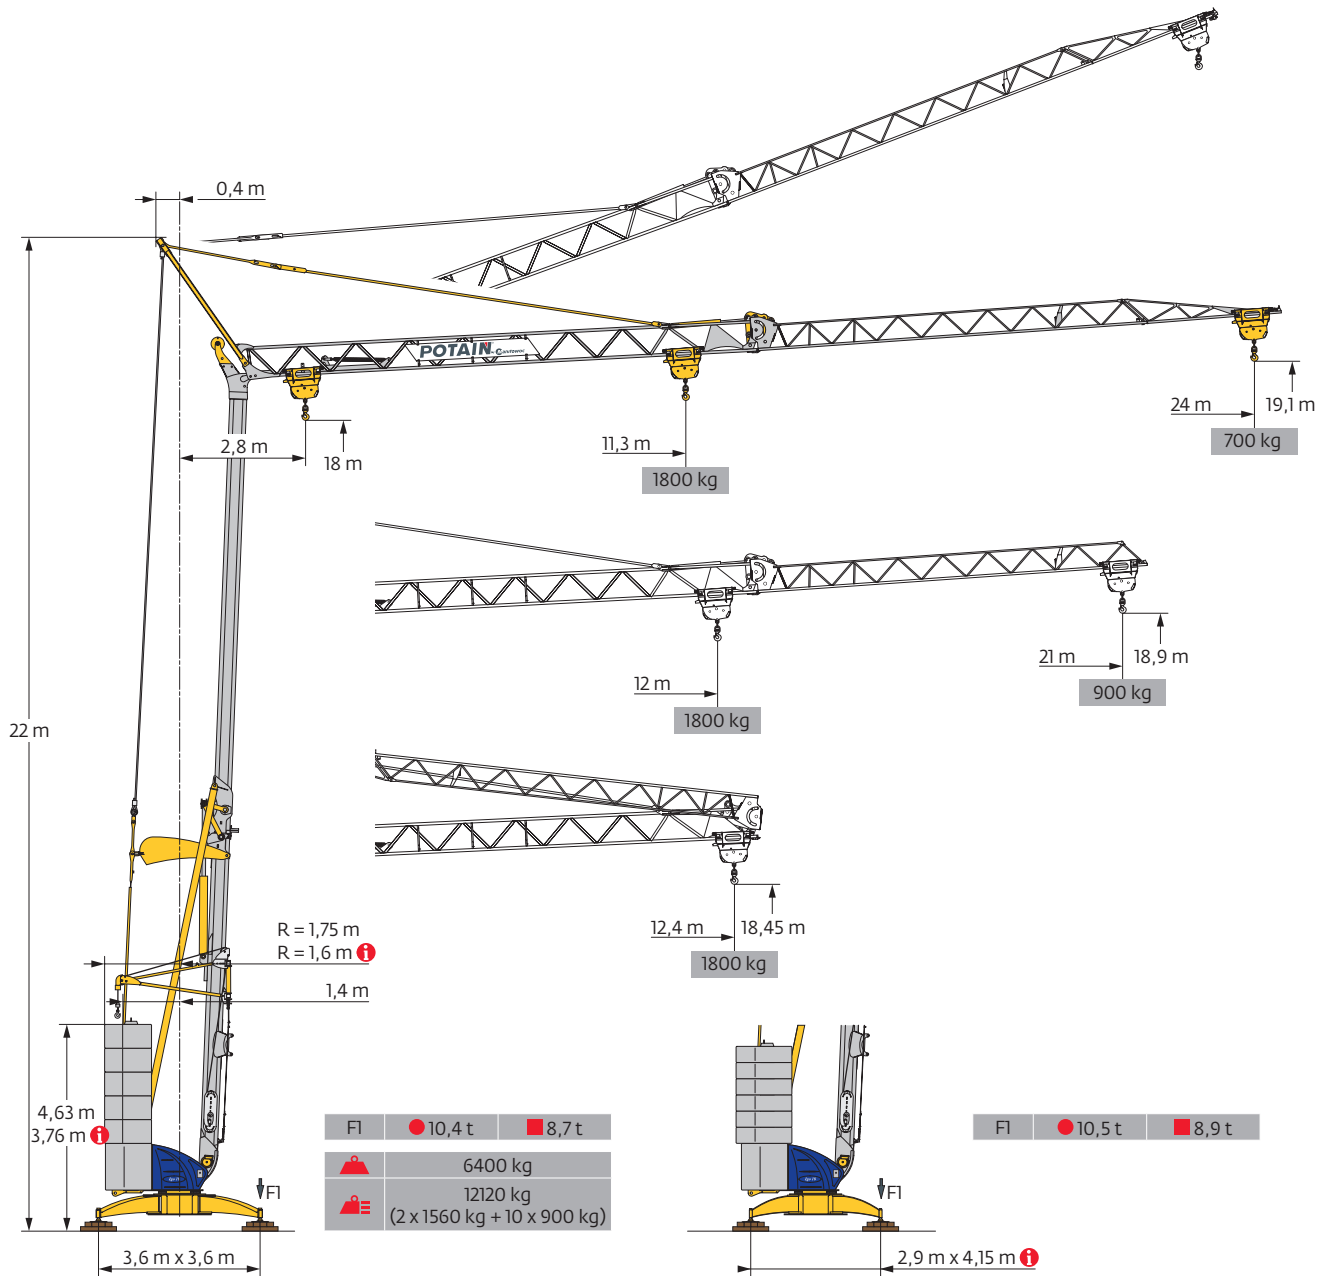 0,4 m
POTAIN
Manitowoc
2,8 m
18 m
11,3 m
1800 kg
24 m
19,1 m
700 kg
12 m
1800 kg
21 m
18,9 m
900 kg
22 m
12,4 m
18,45 m
1800 kg
R = 1,75 m
R = 1,6 m i
1,4 m
4,63 m
3,76 m i
F1
3,6 m x 3,6 m
F1 10,4 t 8,7 t
6400 kg
12120 kg
(2 x 1560 kg + 10 x 900 kg)
F1
2,9 m x 4,15 m i
F1 10,5 t 8,9 t